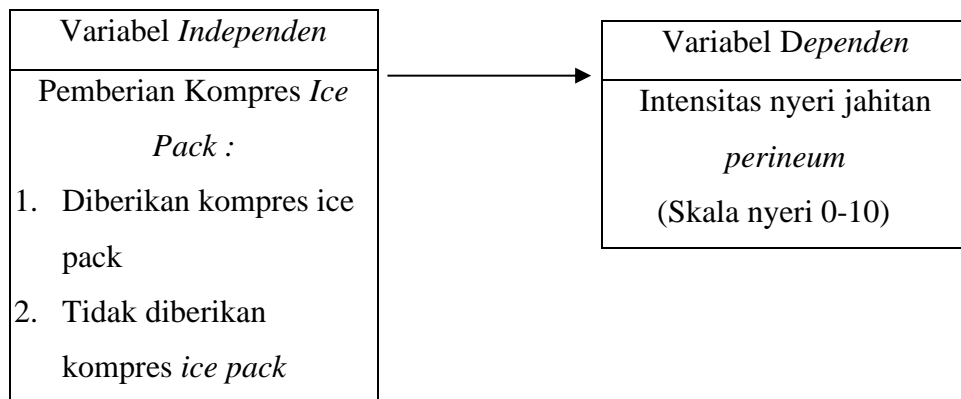 Variabel Independen
Pemberian Kompres Ice
Pack :
1. Diberikan kompres ice
pack
2. Tidak diberikan
kompres ice pack
Variabel Dependen
Intensitas nyeri jahitan
perineum
(Skala nyeri 0-10)